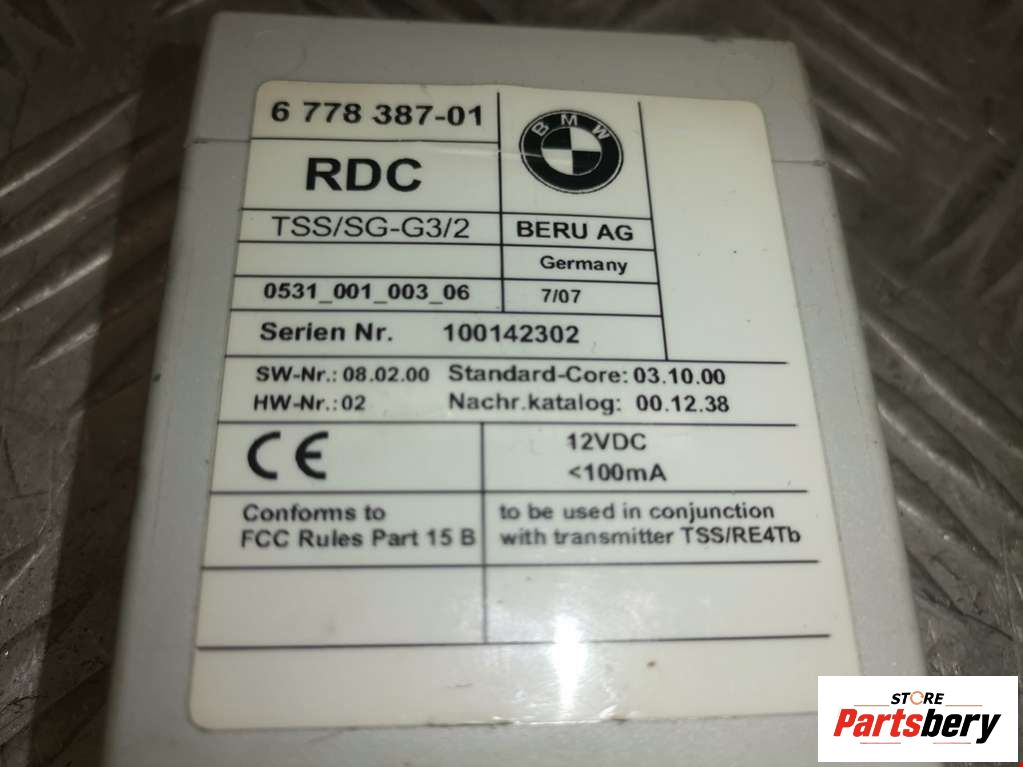 6 778 387-01
BMW
RDC
TSS/SG-G3/2
BERU AG
Germany
0531_001_003_06
7/07
Serien Nr. 100142302
SW-Nr.: 08.02.00 Standard-Core: 03.10.00
HW-Nr.: 02 Nachr.katalog: 00.12.38
CE
12VDC
<100mA
Conforms to
FCC Rules Part 15 B
to be used in conjunction
with transmitter TSS/RE4Tb
STORE
Partsbery